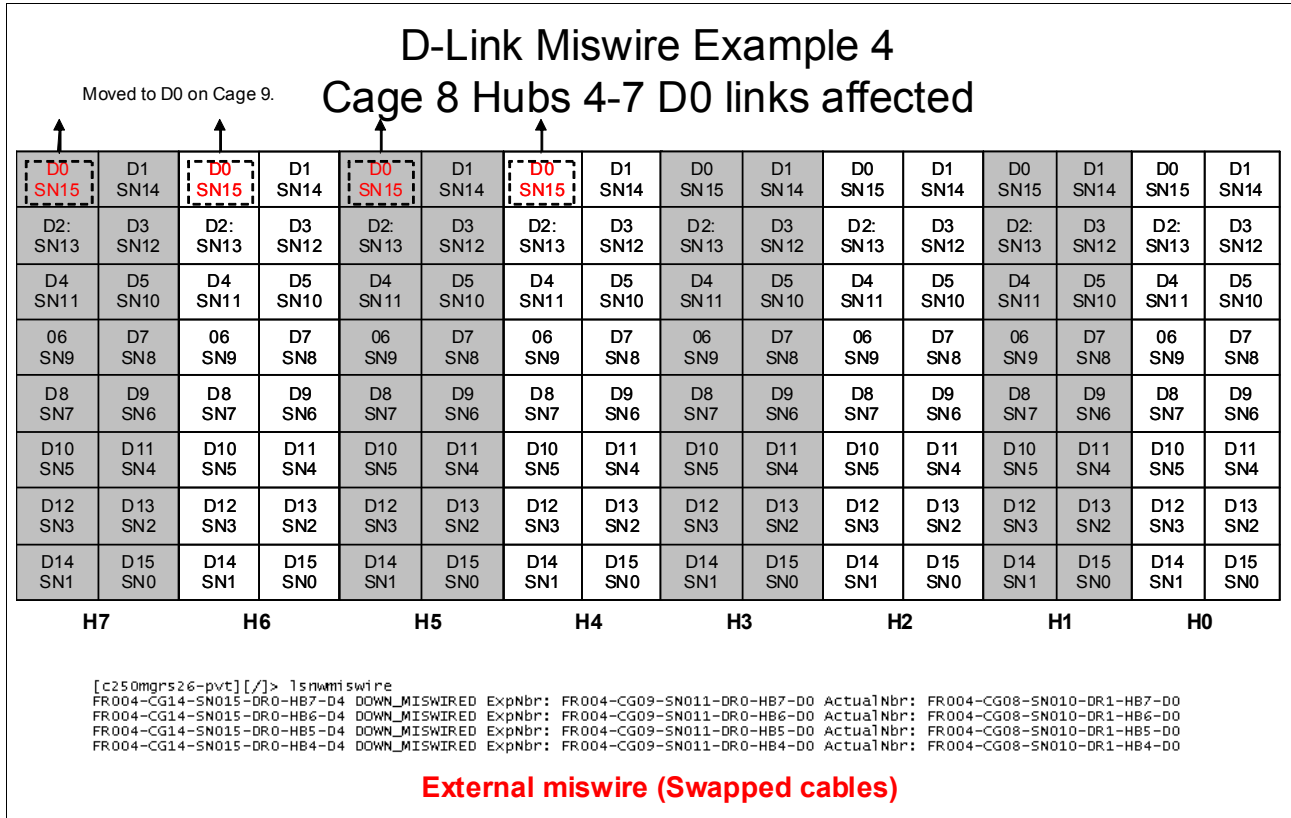 D-Link Miswire Example 4
Moved to D0 on Cage 9.
Cage 8 Hubs 4-7 D0 links affected
D0 D1 D0 D1 D0 D1 D0 D1 D0 D1 D0 D1 D0 D1 D0 D1
SN15 SN14 SN15 SN14 SN15 SN14 SN15 SN14 SN15 SN14 SN15 SN14 SN15 SN14 SN15 SN14
D2: D3 D2: D3 D2: D3 D2: D3 D2: D3 D2: D3 D2: D3 D2: D3
SN13 SN12 SN13 SN12 SN13 SN12 SN13 SN12 SN13 SN12 SN13 SN12 SN13 SN12 SN13 SN12
D4 D5 D4 D5 D4 D5 D4 D5 D4 D5 D4 D5 D4 D5 D4 D5
SN11 SN10 SN11 SN10 SN11 SN10 SN11 SN10 SN11 SN10 SN11 SN10 SN11 SN10 SN11 SN10
06 D7 06 D7 06 D7 06 D7 06 D7 06 D7 06 D7 06 D7
SN9 SN8 SN9 SN8 SN9 SN8 SN9 SN8 SN9 SN8 SN9 SN8 SN9 SN8 SN9 SN8
D8 D9 D8 D9 D8 D9 D8 D9 D8 D9 D8 D9 D8 D9 D8 D9
SN7 SN6 SN7 SN6 SN7 SN6 SN7 SN6 SN7 SN6 SN7 SN6 SN7 SN6 SN7 SN6
D10 D11 D10 D11 D10 D11 D10 D11 D10 D11 D10 D11 D10 D11 D10 D11
SN5 SN4 SN5 SN4 SN5 SN4 SN5 SN4 SN5 SN4 SN5 SN4 SN5 SN4 SN5 SN4
D12 D13 D12 D13 D12 D13 D12 D13 D12 D13 D12 D13 D12 D13 D12 D13
SN3 SN2 SN3 SN2 SN3 SN2 SN3 SN2 SN3 SN2 SN3 SN2 SN3 SN2 SN3 SN2
D14 D15 D14 D15 D14 D15 D14 D15 D14 D15 D14 D15 D14 D15 D14 D15
SN1 SN0 SN1 SN0 SN1 SN0 SN1 SN0 SN1 SN0 SN1 SN0 SN1 SN0 SN1 SN0
H7 H6 H5 H4 H3 H2 H1 H0
[c250mgrs26-pvt][/]> lsnwmiswire
FR004-CG14-SN015-DR0-HB7-D4 DOWN_MISWIRED ExpNbr: FR004-CG09-SN011-DR0-HB7-D0 ActualNbr: FR004-CG08-SN010-DR1-HB7-D0
FR004-CG14-SN015-DR0-HB6-D4 DOWN_MISWIRED ExpNbr: FR004-CG09-SN011-DR0-HB6-D0 ActualNbr: FR004-CG08-SN010-DR1-HB6-D0
FR004-CG14-SN015-DR0-HB5-D4 DOWN_MISWIRED ExpNbr: FR004-CG09-SN011-DR0-HB5-D0 ActualNbr: FR004-CG08-SN010-DR1-HB5-D0
FR004-CG14-SN015-DR0-HB4-D4 DOWN_MISWIRED ExpNbr: FR004-CG09-SN011-DR0-HB4-D0 ActualNbr: FR004-CG08-SN010-DR1-HB4-D0
External miswire (Swapped cables)